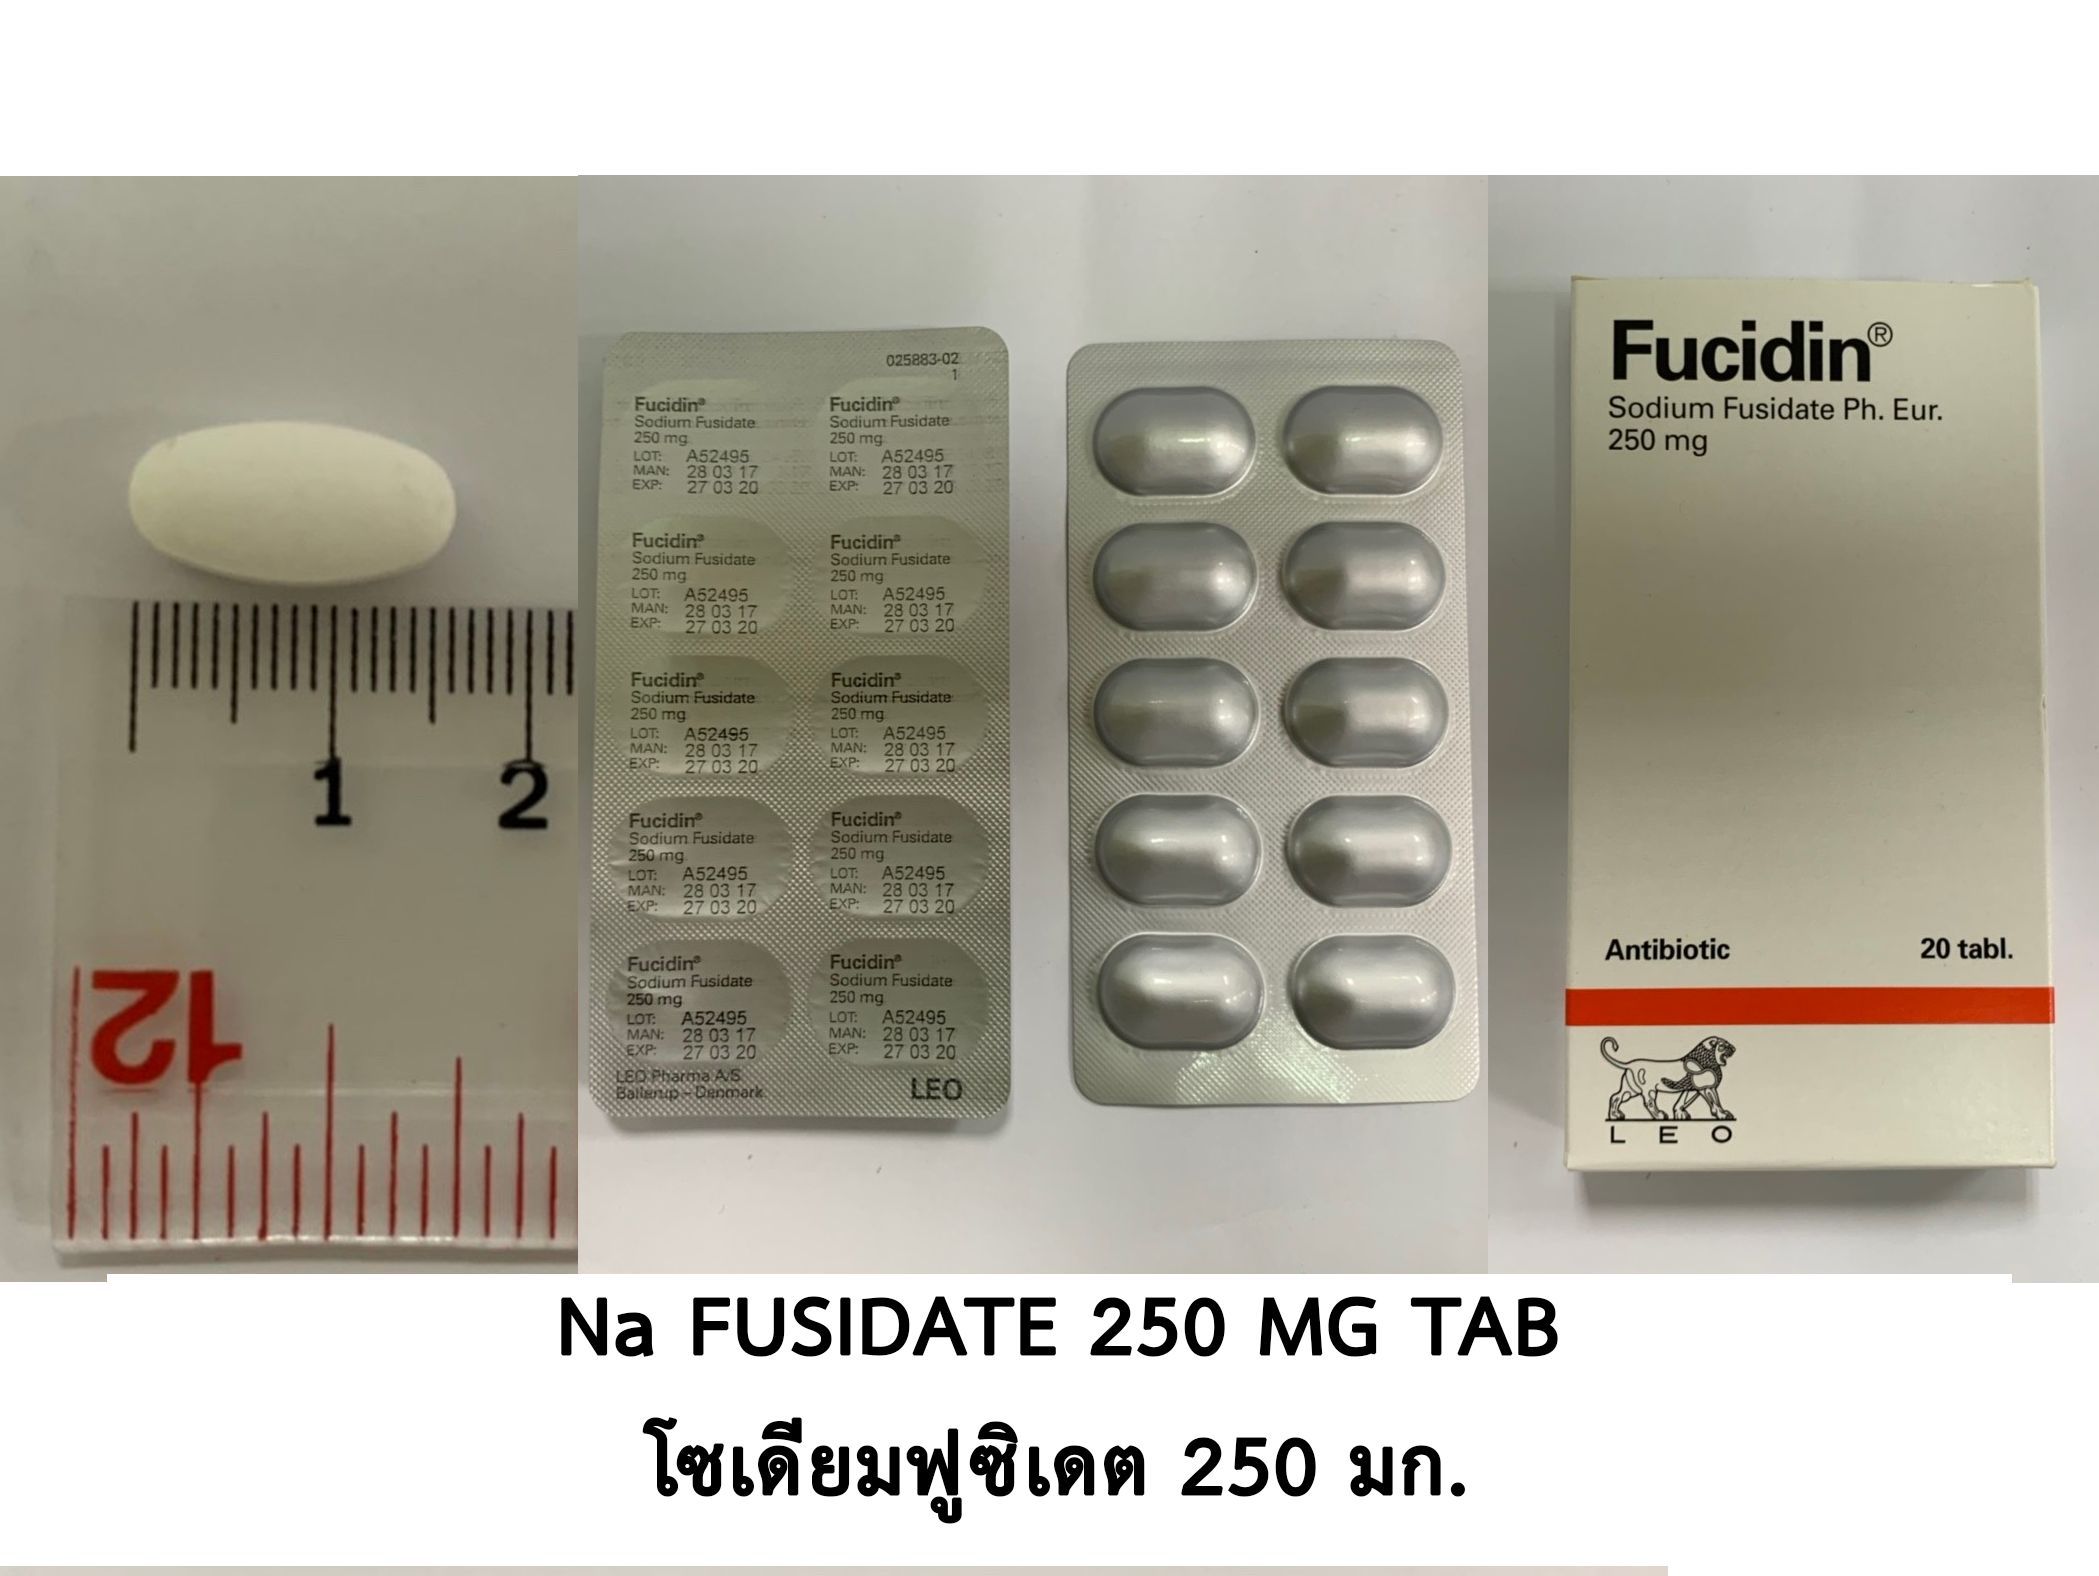 1
2
12
025883-02
1
Fucidin® Fucidin®
Sodium Fusidate Sodium Fusidate
250 mg 250 mg
LOT: A52495 LOT: A52495
MAN: 28 03 17 MAN: 28 03 17
EXP: 27 03 20 EXP: 27 03 20
Fucidin® Fucidin®
Sodium Fusidate Sodium Fusidate
250 mg 250 mg
LOT: A52495 LOT: A52495
MAN: 28 03 17 MAN: 28 03 17
EXP: 27 03 20 EXP: 27 03 20
Fucidin® Fucidin®
Sodium Fusidate Sodium Fusidate
250 mg 250 mg
LOT: A52495 LOT: A52495
MAN: 28 03 17 MAN: 28 03 17
EXP: 27 03 20 EXP: 27 03 20
Fucidin® Fucidin®
Sodium Fusidate Sodium Fusidate
250 mg 250 mg
LOT: A52495 LOT: A52495
MAN: 28 03 17 MAN: 28 03 17
EXP: 27 03 20 EXP: 27 03 20
Fucidin® Fucidin®
Sodium Fusidate Sodium Fusidate
250 mg 250 mg
LOT: A52495 LOT: A52495
MAN: 28 03 17 MAN: 28 03 17
EXP: 27 03 20 EXP: 27 03 20
LEO Pharma A/S
Ballerup – Denmark LEO
Fucidin®
Sodium Fusidate Ph. Eur.
250 mg
Antibiotic 20 tabl.
LEO
Na FUSIDATE 250 MG TAB
โซเดียมฟูซิเดต 250 มก.